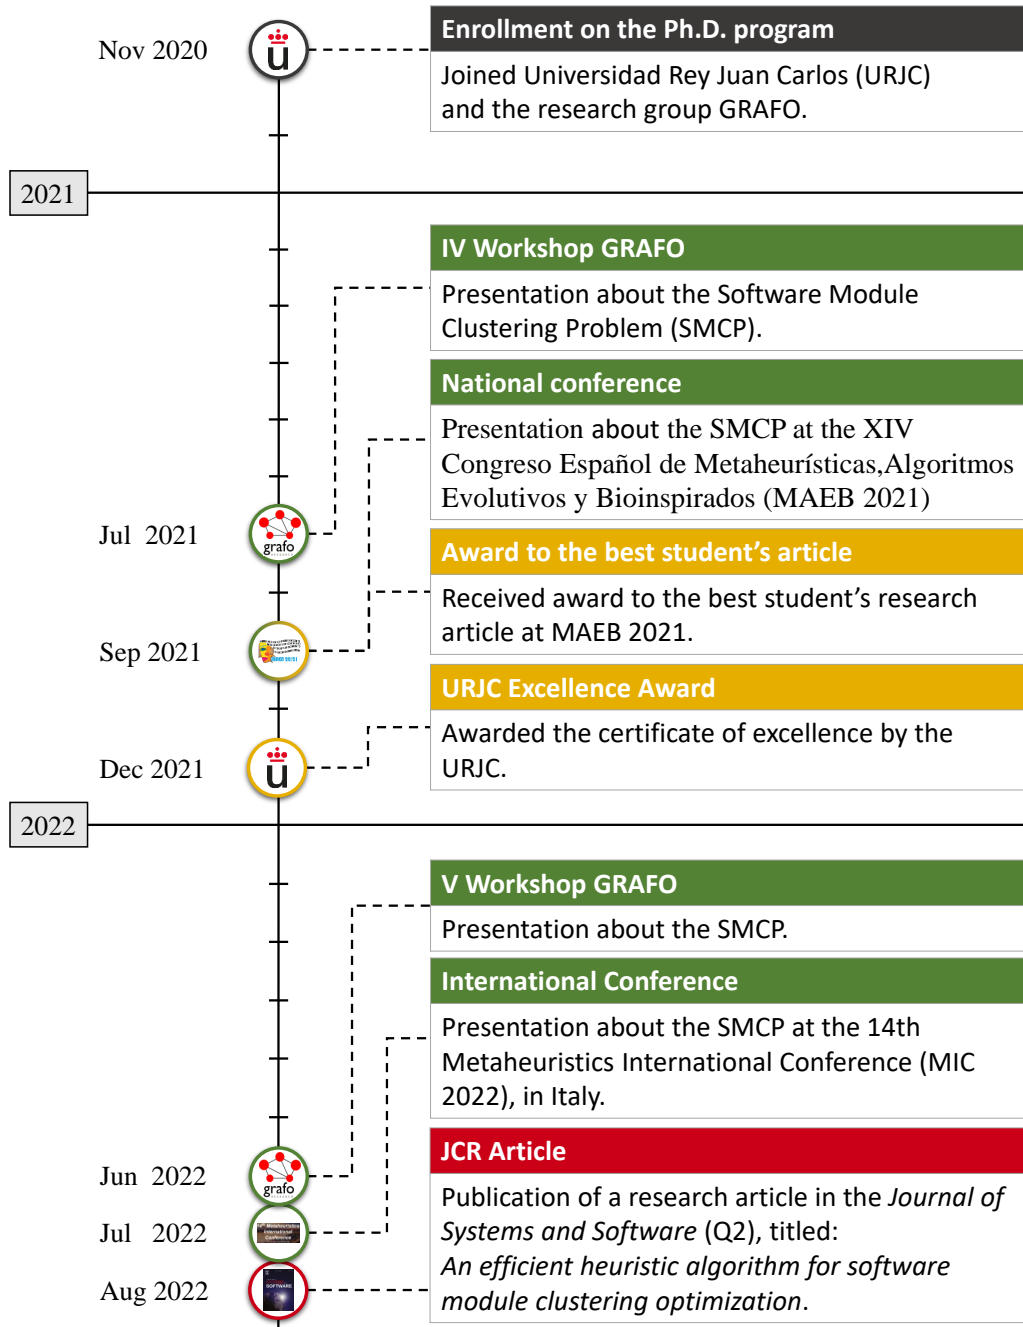 Nov 2020
ü
Enrollment on the Ph.D. program
Joined Universidad Rey Juan Carlos (URJC)
and the research group GRAFO.
2021
IV Workshop GRAFO
Presentation about the Software Module
Clustering Problem (SMCP).
National conference
Presentation about the SMCP at the XIV
Congreso Español de Metaheurísticas,Algoritmos
Evolutivos y Bioinspirados (MAEB 2021)
Jul 2021
grafo
Award to the best student’s article
Received award to the best student’s research
article at MAEB 2021.
Sep 2021
URJC Excellence Award
Awarded the certificate of excellence by the
URJC.
Dec 2021
ü
2022
V Workshop GRAFO
Presentation about the SMCP.
International Conference
Presentation about the SMCP at the 14th
Metaheuristics International Conference (MIC
2022), in Italy.
JCR Article
Publication of a research article in the Journal of
Systems and Software (Q2), titled:
An efficient heuristic algorithm for software
module clustering optimization.
Jun 2022
grafo
Jul 2022
Metaheuristics
International
Conference
Aug 2022
SOFTWARE